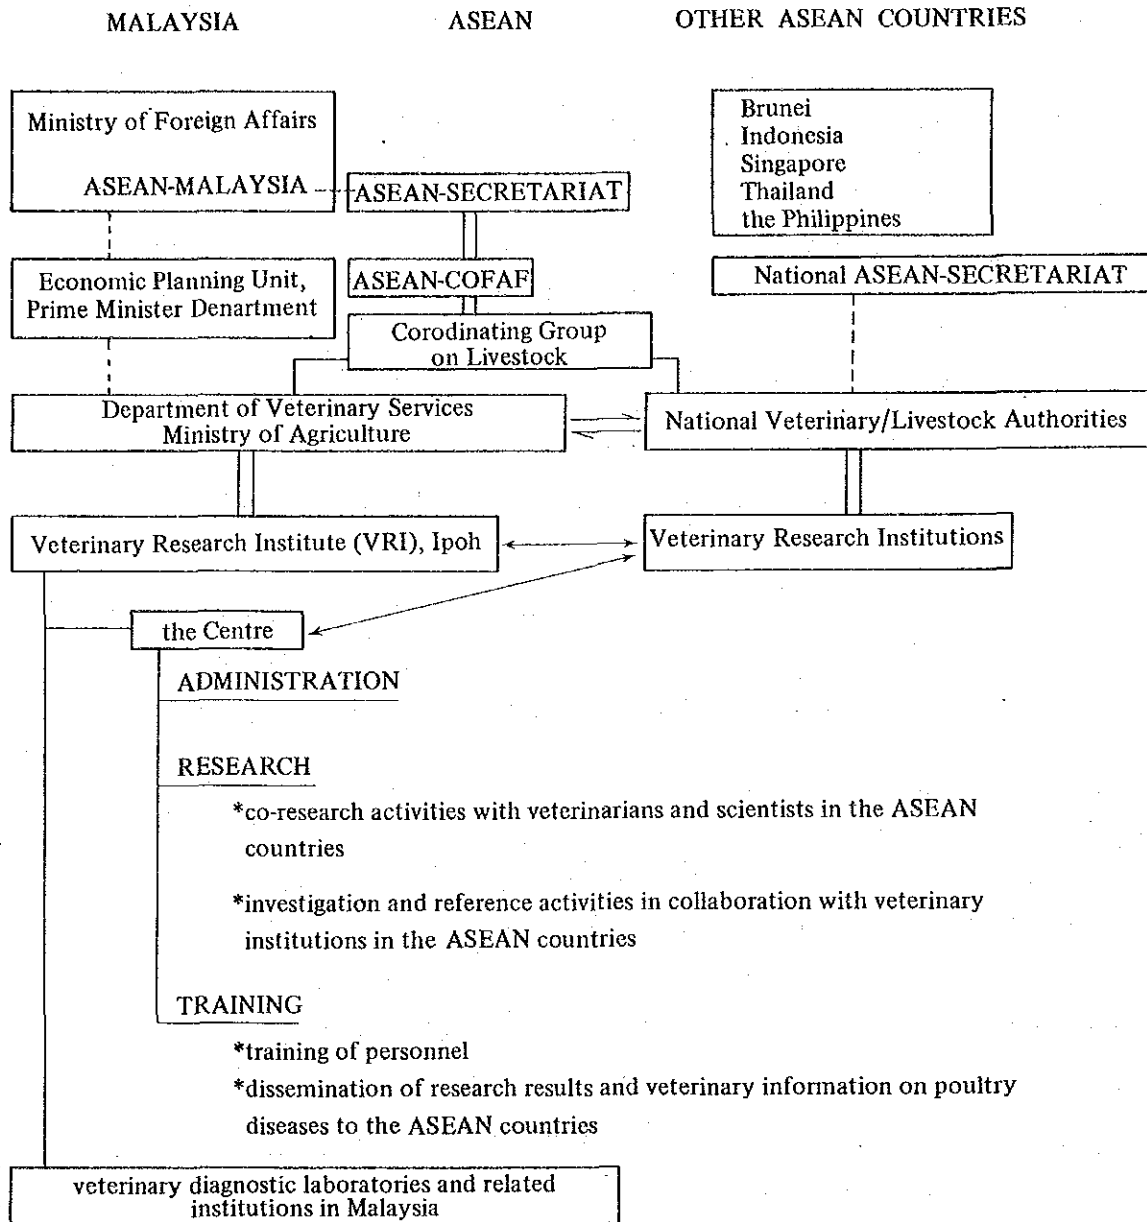 MALAYSIA
ASEAN
OTHER ASEAN COUNTRIES
Ministry of Foreign Affairs
ASEAN-MALAYSIA
ASEAN-SECRETARIAT
Brunei
Indonesia
Singapore
Thailand
the Philippines
Economic Planning Unit,
Prime Minister Denartment
ASEAN-COFAF
National ASEAN-SECRETARIAT
Corodinating Group
on Livestock
Department of Veterinary Services
Ministry of Agriculture
National Veterinary/Livestock Authorities
Veterinary Research Institute (VRI), Ipoh
Veterinary Research Institutions
the Centre
ADMINISTRATION
RESEARCH
*co-research activities with veterinarians and scientists in the ASEAN
countries
*investigation and reference activities in collaboration with veterinary
institutions in the ASEAN countries
TRAINING
*training of personnel
*dissemination of research results and veterinary information on poultry
diseases to the ASEAN countries
veterinary diagnostic laboratories and related
institutions in Malaysia